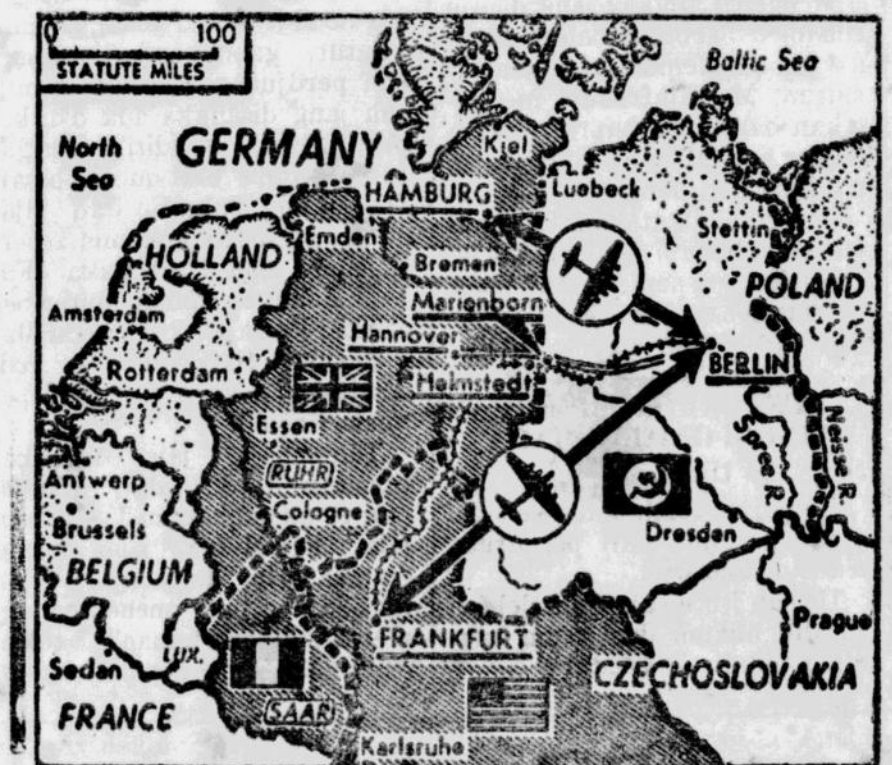 0 100
STATUTE MILES
Baltic Sea
North
Sea
GERMANY
Kiel
HAMBURG
Luebeck
Emden
Stettin
HOLLAND
Bremen
POLAND
Marienborn
Amsterdam
Hannover
BERLIN
Rotterdam
Helmstedt
Essen
Spree R.
Neisse R.
RUHR
Antwerp
Cologne
Dresden
Brussels
BELGIUM
Prague
FRANKFURT
Lux.
Sedan
CZECHOSLOVAKIA
FRANCE
SAAR
Karlsruhe